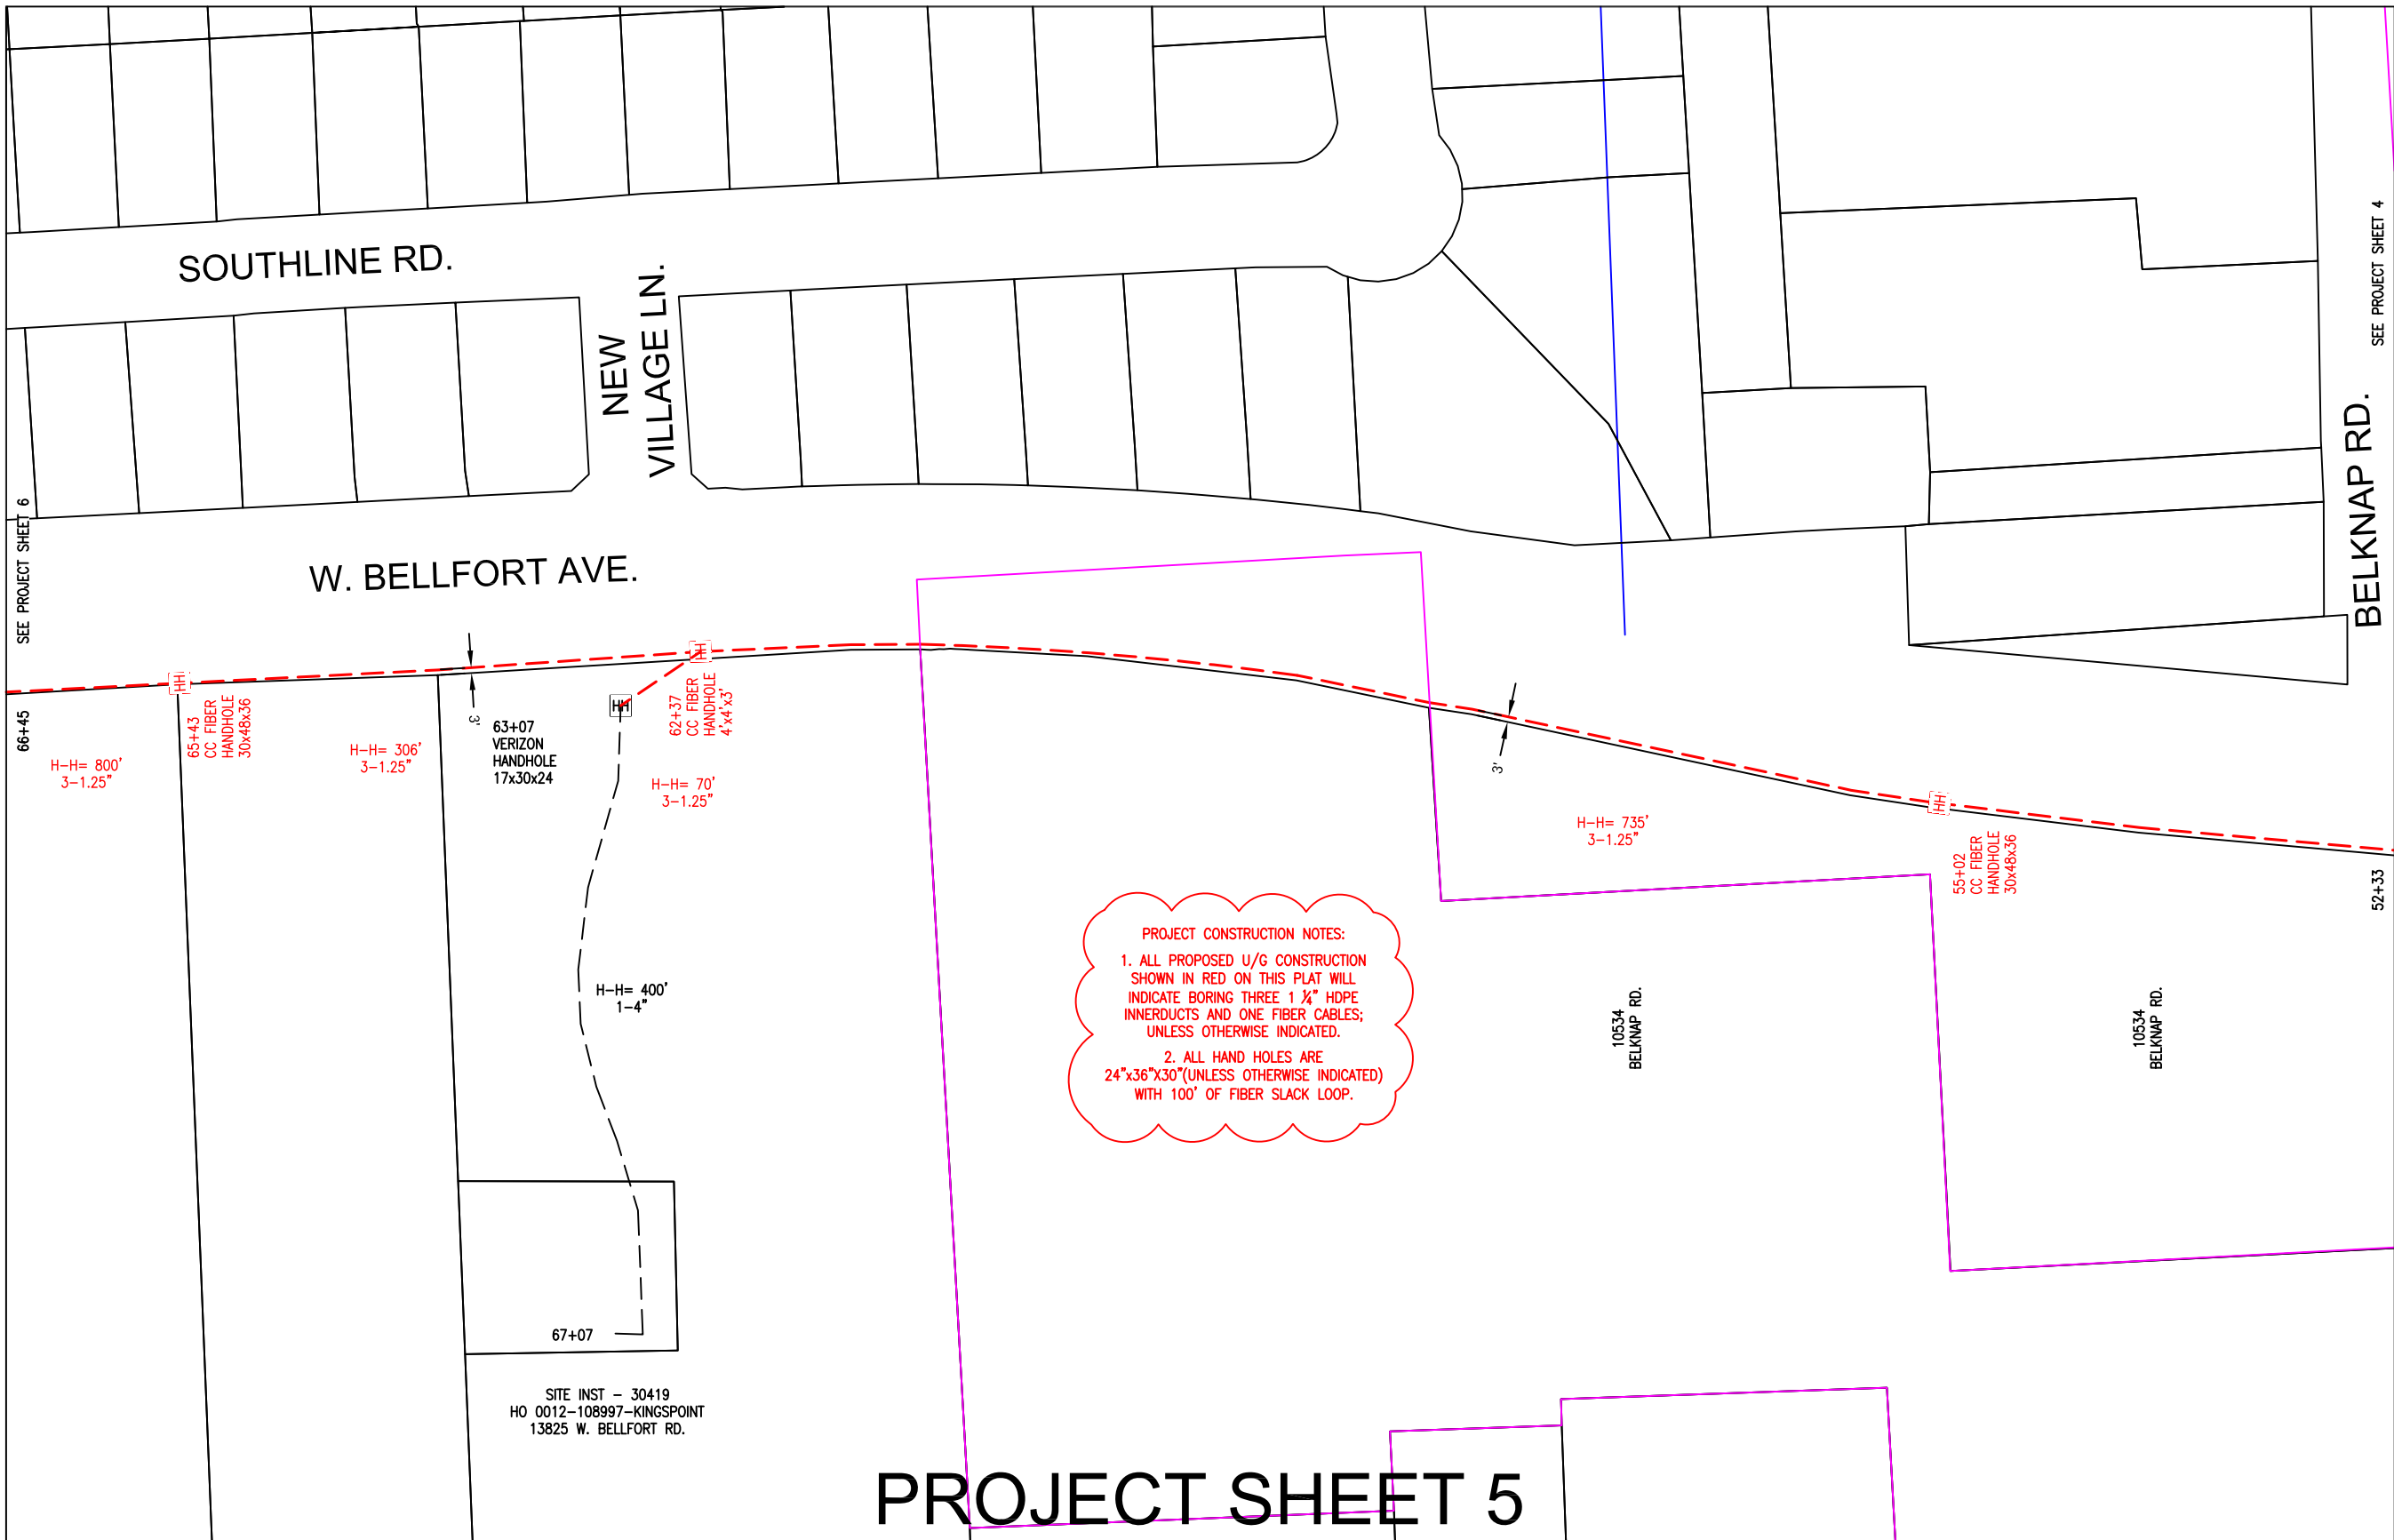 SOUTHLINE RD.
NEW
VILLAGE LN.
SEE PROJECT SHEET 4
BELKNAP RD.
SEE PROJECT SHEET 6
W. BELLFORT AVE.
66+45
H-H= 800'
3-1.25"
HH
65+43
CC FIBER
HANDHOLE
30x48x36
H-H= 306'
3-1.25"
3'
63+07
VERIZON
HANDHOLE
17x30x24
HH
HH
62+37
CC FIBER
HANDHOLE
4'x4'x3'
H-H= 70'
3-1.25"
3'
H-H= 735'
3-1.25"
HH
55+02
CC FIBER
HANDHOLE
30x48x36
52+33
H-H= 400'
1-4"
PROJECT CONSTRUCTION NOTES:
1. ALL PROPOSED U/G CONSTRUCTION
SHOWN IN RED ON THIS PLAT WILL
INDICATE BORING THREE 1 ¼" HDPE
INNERDUCTS AND ONE FIBER CABLES;
UNLESS OTHERWISE INDICATED.
2. ALL HAND HOLES ARE
24"x36"X30"(UNLESS OTHERWISE INDICATED)
WITH 100' OF FIBER SLACK LOOP.
10534
BELKNAP RD.
10534
BELKNAP RD.
67+07
SITE INST - 30419
HO 0012-108997-KINGSPOINT
13825 W. BELLFORT RD.
PROJECT SHEET 5